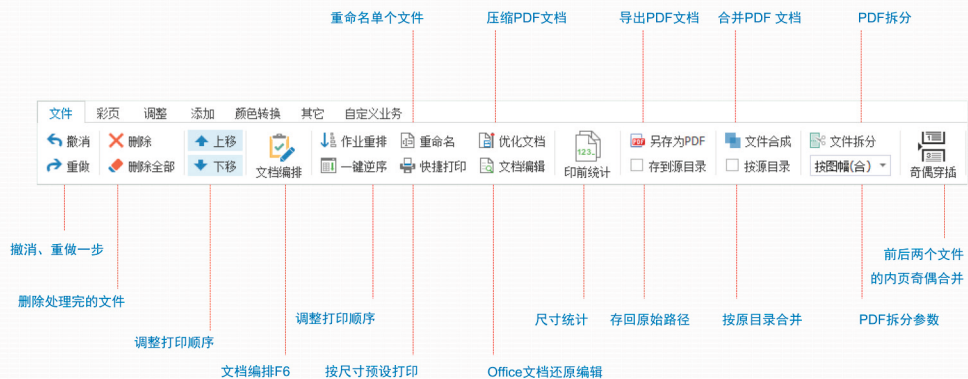 重命名单个文件 压缩PDF文档 导出PDF文档 合并PDF 文档 PDF拆分
文件 彩页 调整 添加 颜色转换 其它 自定义业务
撤消 删除 上移 作业重排 重命名 优化文档 另存为PDF 文件合成 文件拆分
重做 删除全部 下移 文档编排 一键逆序 快捷打印 文档编辑 印前统计 存到源目录 按源目录 按图幅(合) 奇偶穿插
撤消、重做一步
前后两个文件
的内页奇偶合并
删除处理完的文件
调整打印顺序 尺寸统计 存回原始路径 按原目录合并 PDF拆分参数
调整打印顺序
文档编排F6 按尺寸预设打印 Office文档还原编辑